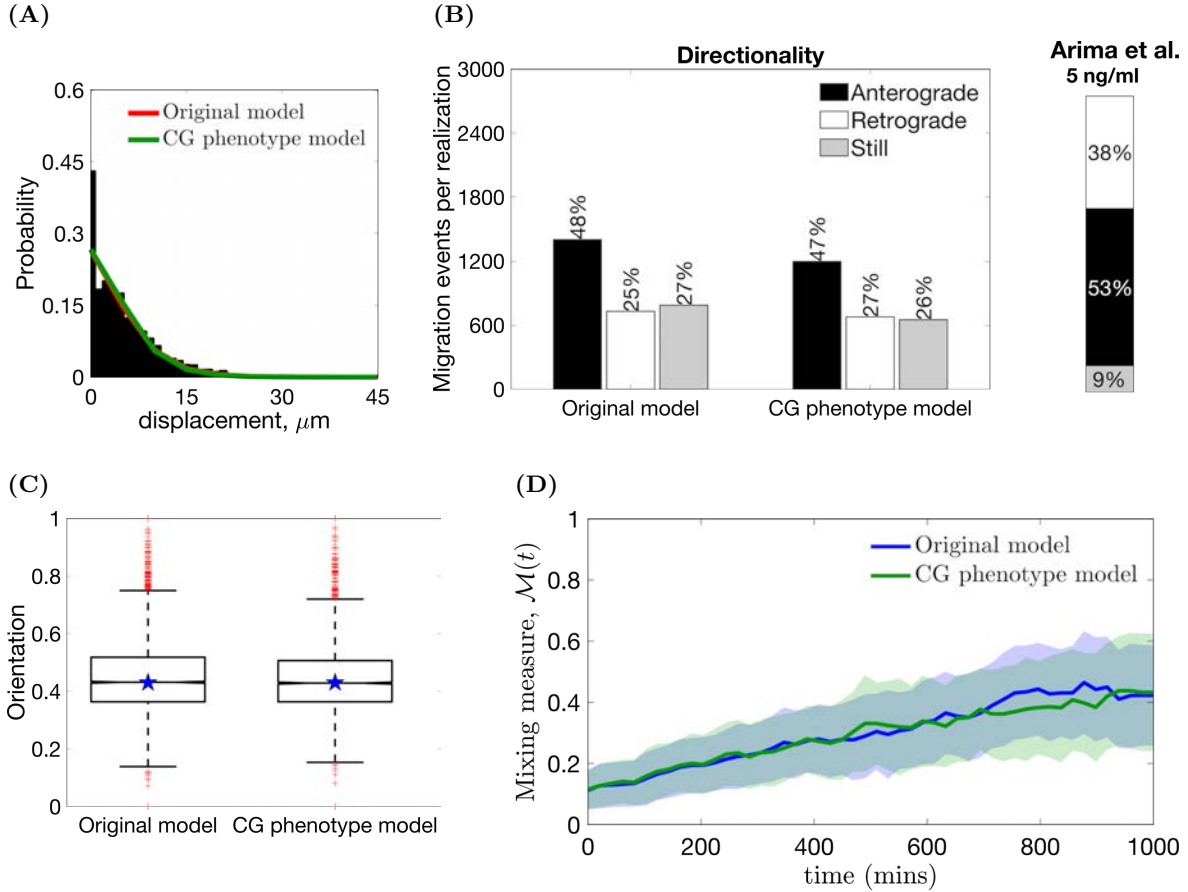 (A)
0.6
0.45
0.3
0.15
0
Probability
Original model
CG phenotype model
0 15 30 45
displacement, μm
(B)
Directionality
3000
2400
1800
1200
600
0
Migration events per realization
Anterograde
Retrograde
Still
48%
25%
27%
47%
27%
26%
Original model
CG phenotype model
Arima et al.
5 ng/ml
38%
53%
9%
(C)
1
0.8
0.6
0.4
0.2
0
Orientation
Original model
CG phenotype model
(D)
1
0.8
0.6
0.4
0.2
0
Mixing measure, ℳ(t)
Original model
CG phenotype model
0 200 400 600 800 1000
time (mins)